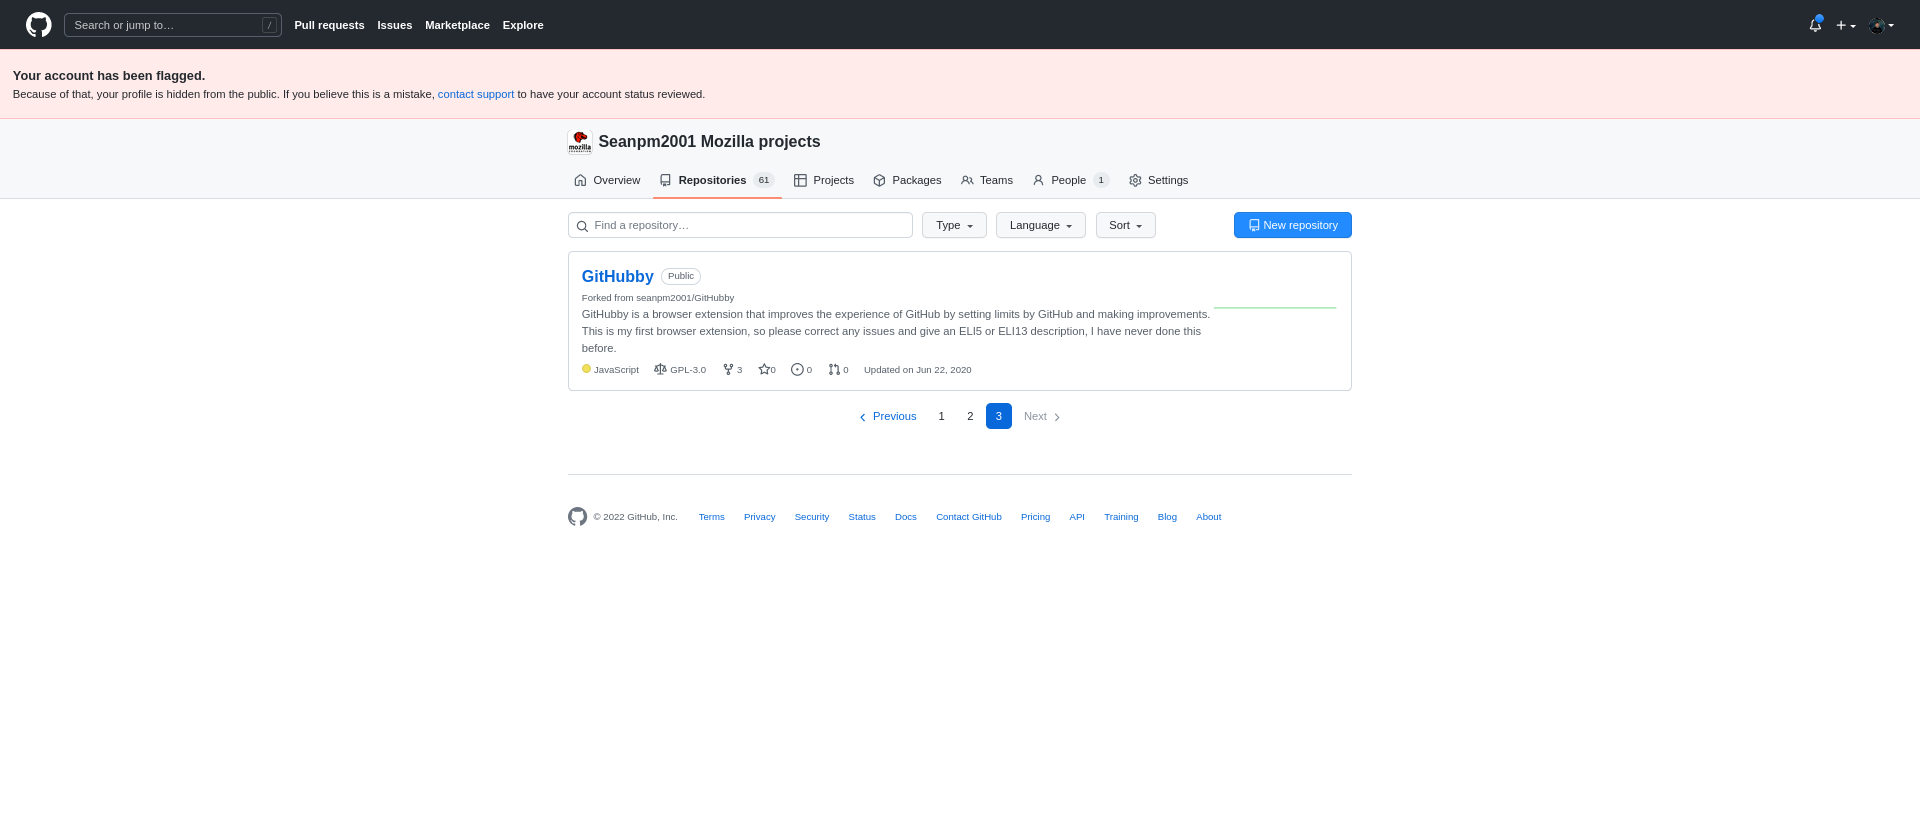 Search or jump to… /
Pull requests Issues Marketplace Explore
Your account has been flagged.
Because of that, your profile is hidden from the public. If you believe this is a mistake, contact support to have your account status reviewed.
mozilla
Seanpm2001 Mozilla projects
Overview Repositories 61 Projects Packages Teams People 1 Settings
Find a repository… Type Language Sort New repository
GitHubby Public
Forked from seanpm2001/GitHubby
GitHubby is a browser extension that improves the experience of GitHub by setting limits by GitHub and making improvements.
This is my first browser extension, so please correct any issues and give an ELI5 or ELI13 description, I have never done this
before.
JavaScript GPL-3.0 3 0 0 0 Updated on Jun 22, 2020
Previous 1 2 3 Next
© 2022 GitHub, Inc. Terms Privacy Security Status Docs Contact GitHub Pricing API Training Blog About